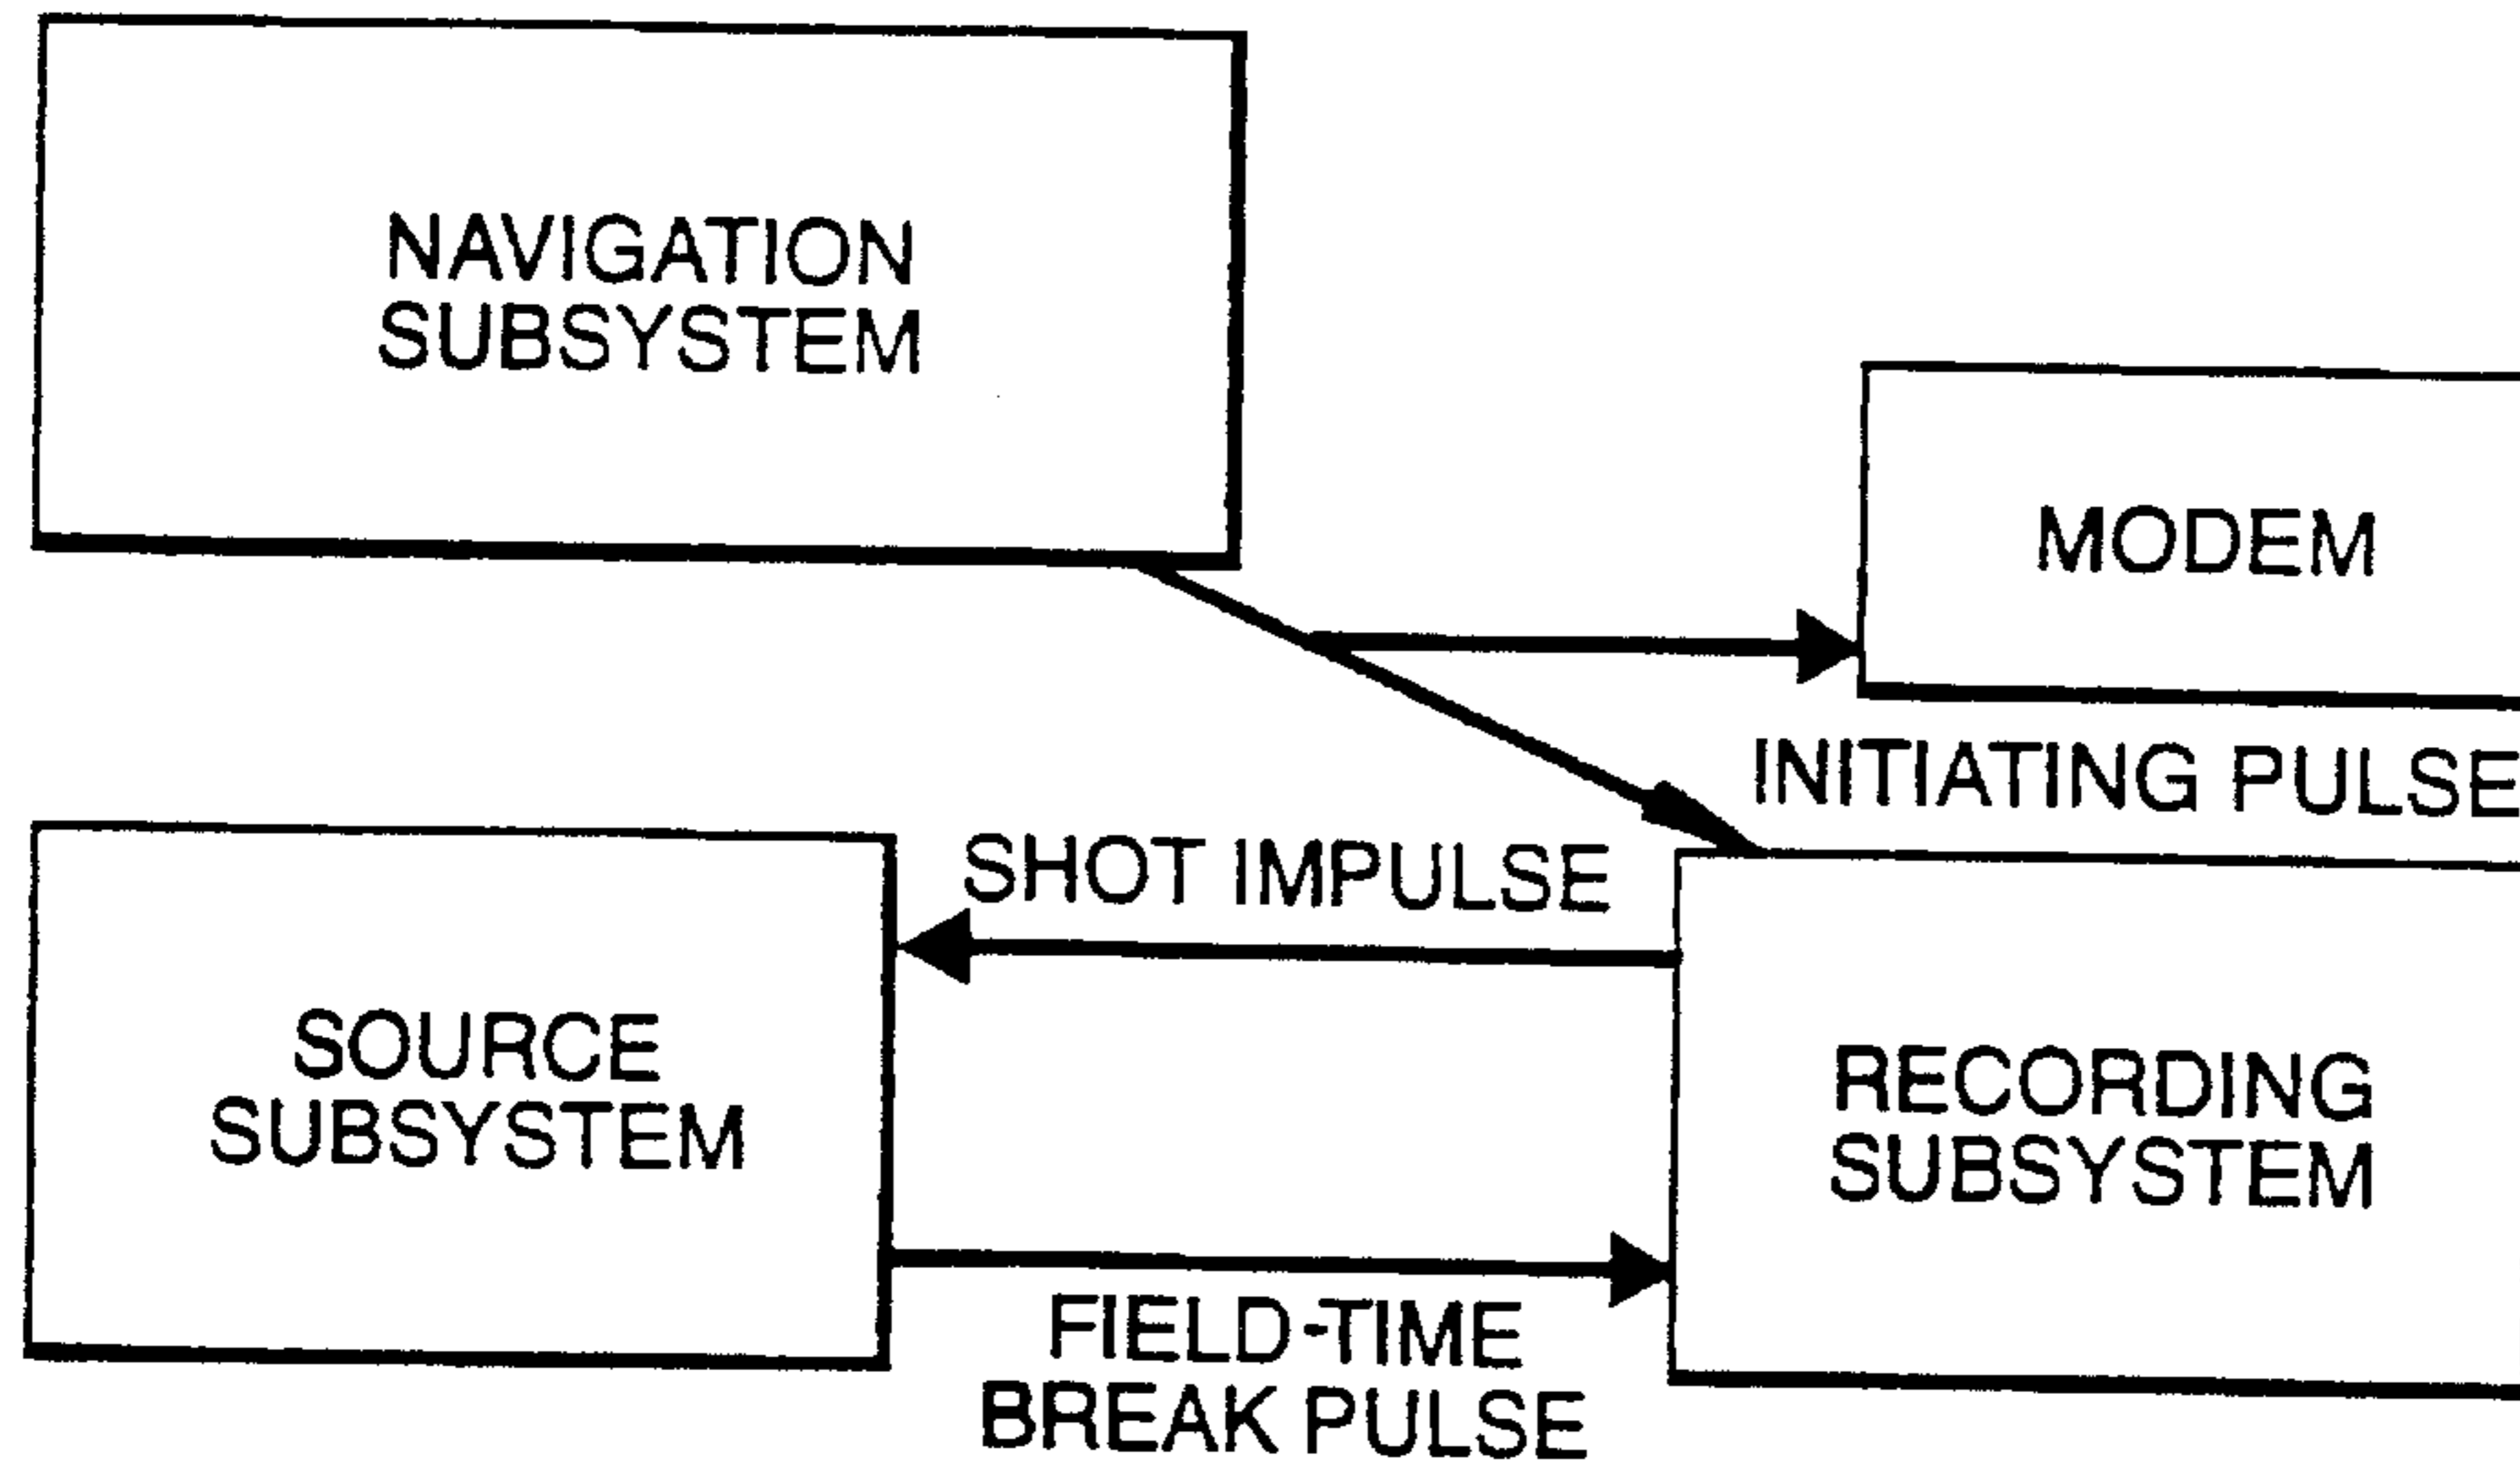 NAVIGATION
SUBSYSTEM
MODEM
INITIATING PULSE
SHOT IMPULSE
SOURCE
SUBSYSTEM
RECORDING
SUBSYSTEM
FIELD-TIME
BREAK PULSE